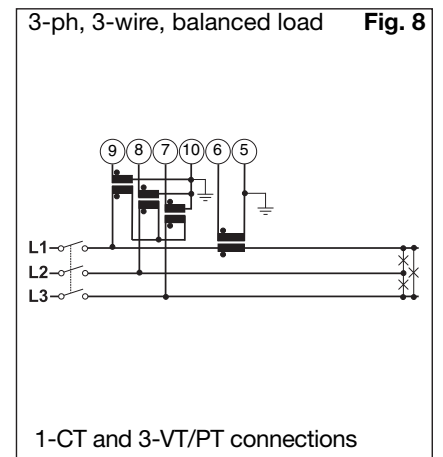 3-ph, 3-wire, balanced load Fig. 8
9 8 7 10 6 5
L1
L2
L3
1-CT and 3-VT/PT connections